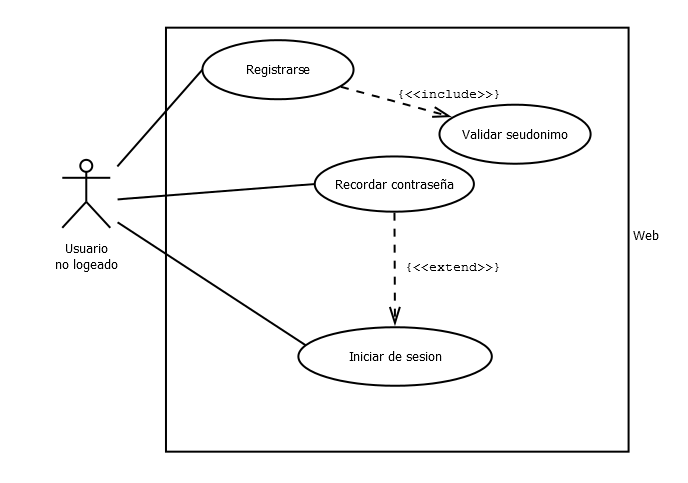 Registrarse
{<<include>>}
Validar seudonimo
Recordar contraseña
Web
Usuario
no logeado
{<<extend>>}
Iniciar de sesion